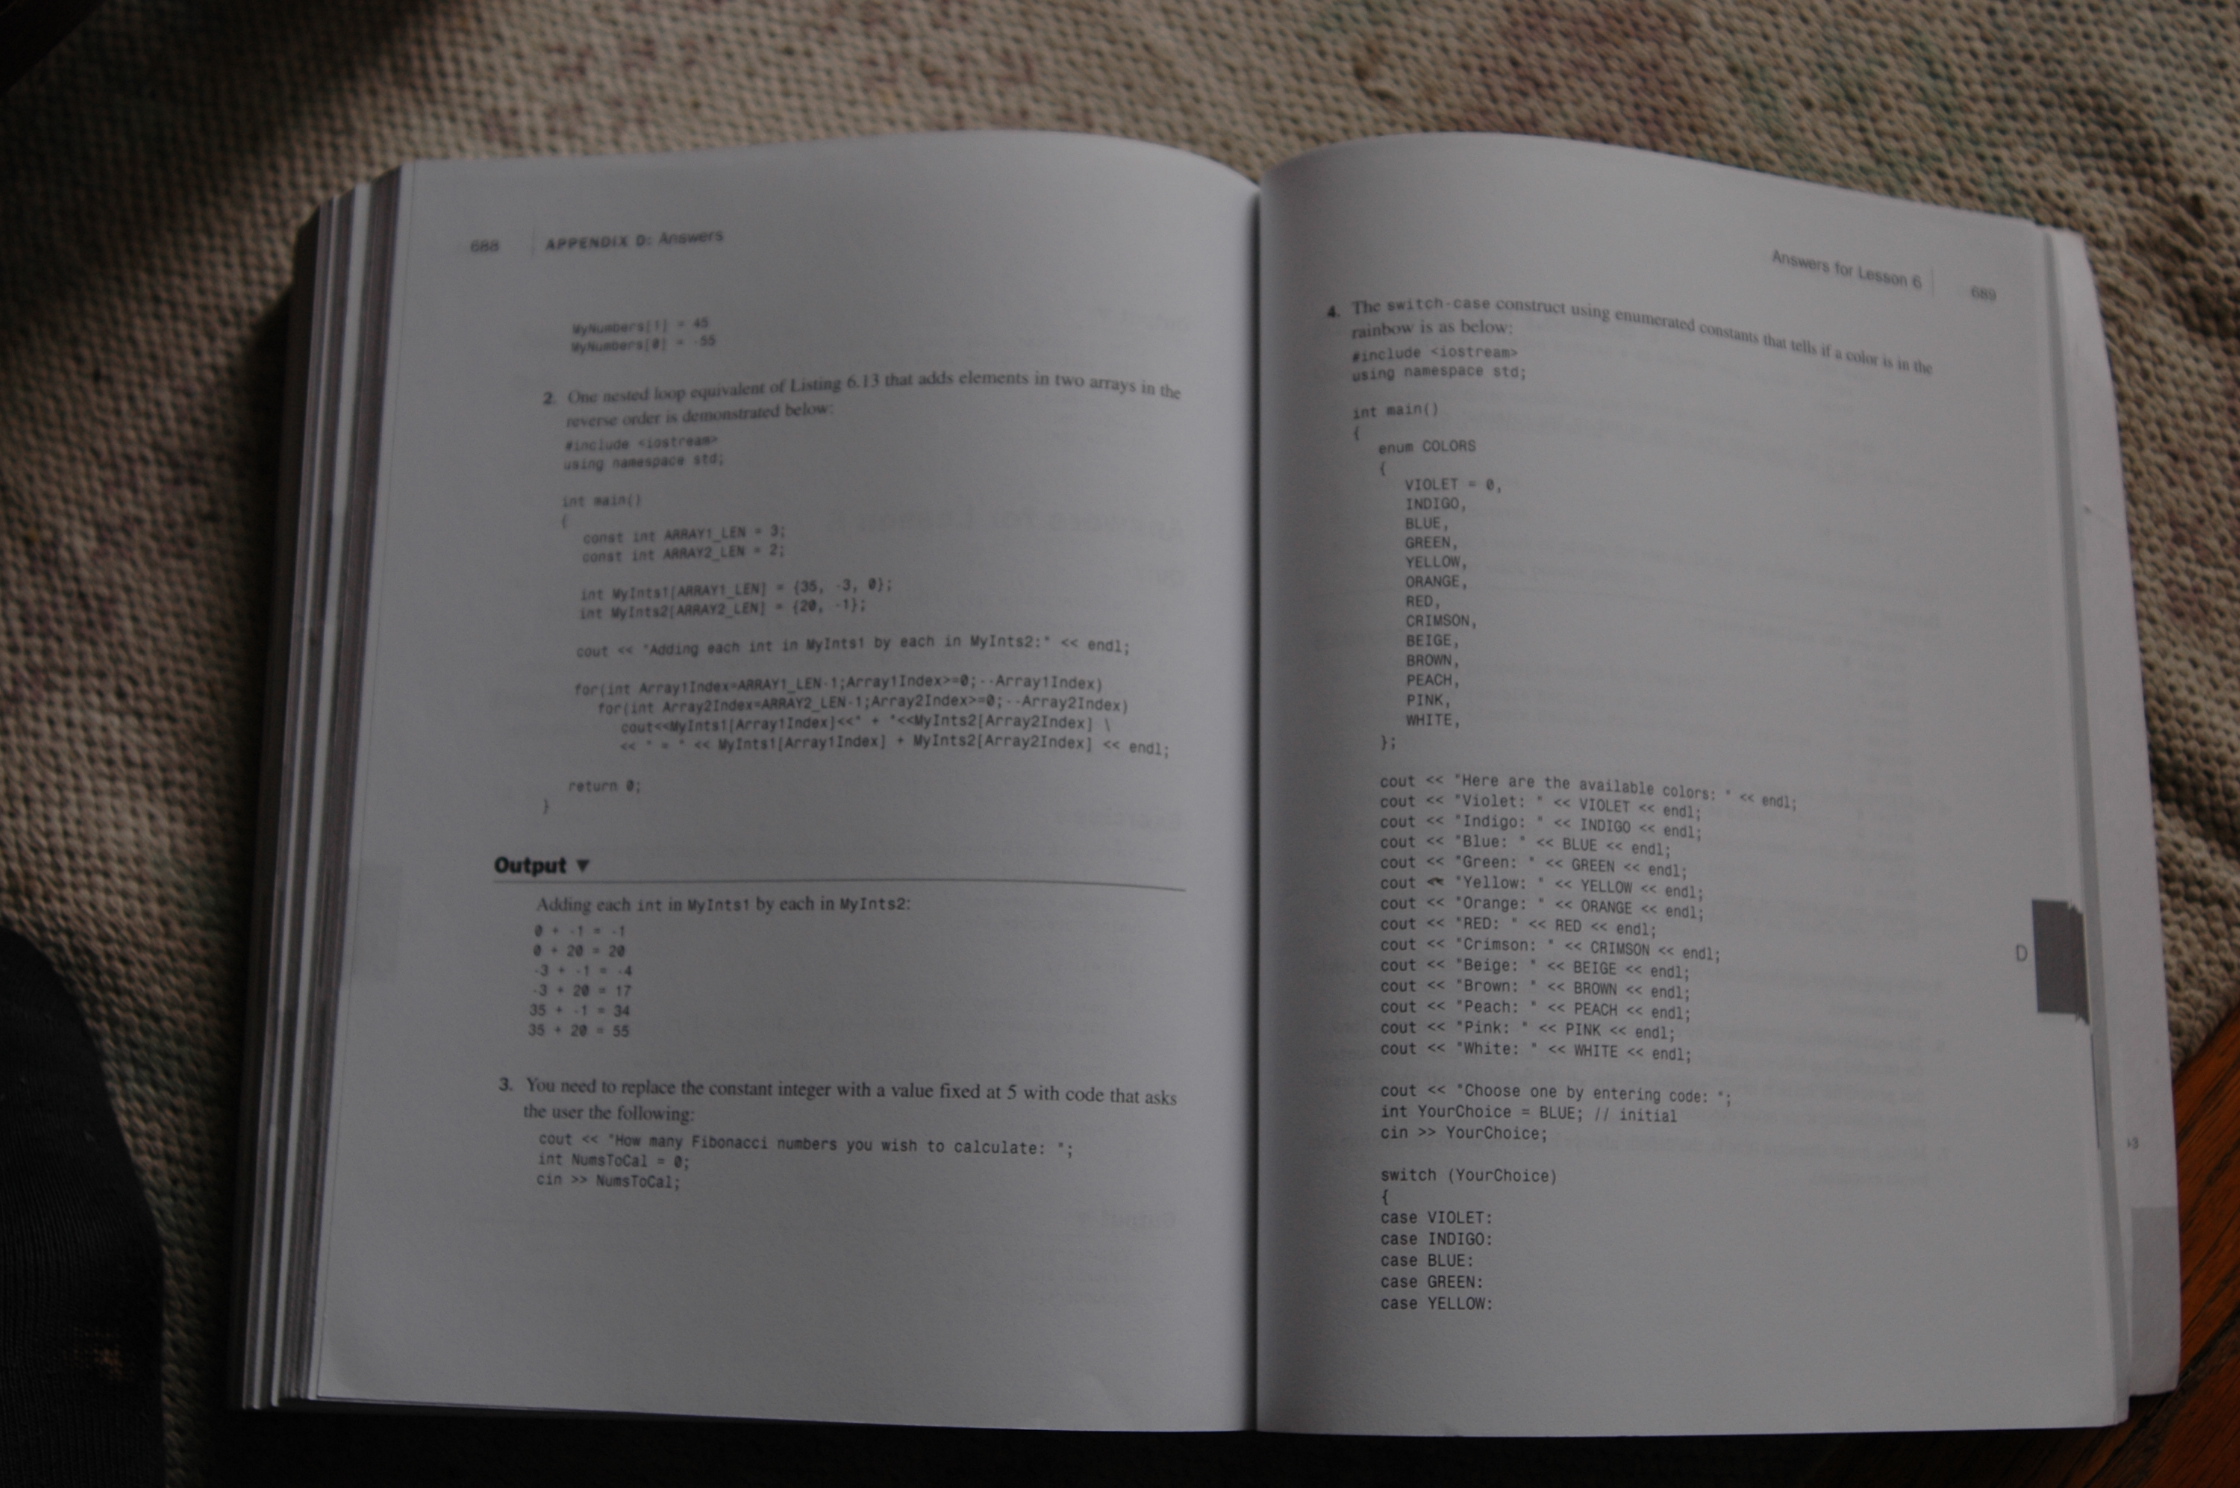 688 APPENDIX D: Answers
MyNumbers[1] = 45
MyNumbers[0] = -55
2. One nested loop equivalent of Listing 6.13 that adds elements in two arrays in the
reverse order is demonstrated below:
#include <iostream>
using namespace std;
int main()
{
const int ARRAY1_LEN = 3;
const int ARRAY2_LEN = 2;
int MyInts1[ARRAY1_LEN] = {35, -3, 0};
int MyInts2[ARRAY2_LEN] = {20, -1};
cout << "Adding each int in MyInts1 by each in MyInts2:" << endl;
for(int Array1Index=ARRAY1_LEN-1;Array1Index>=0;--Array1Index)
for(int Array2Index=ARRAY2_LEN-1;Array2Index>=0;--Array2Index)
cout<<MyInts1[Array1Index]<<" + "<<MyInts2[Array2Index] \
<< " = " << MyInts1[Array1Index] + MyInts2[Array2Index] << endl;
return 0;
}
Output ▼
Adding each int in MyInts1 by each in MyInts2:
0 + -1 = -1
0 + 20 = 20
-3 + -1 = -4
-3 + 20 = 17
35 + -1 = 34
35 + 20 = 55
3. You need to replace the constant integer with a value fixed at 5 with code that asks
the user the following:
cout << "How many Fibonacci numbers you wish to calculate: ";
int NumsToCal = 0;
cin >> NumsToCal;
Answers for Lesson 6 689
4. The switch-case construct using enumerated constants that tells if a color is in the
rainbow is as below:
#include <iostream>
using namespace std;
int main()
{
enum COLORS
{
VIOLET = 0,
INDIGO,
BLUE,
GREEN,
YELLOW,
ORANGE,
RED,
CRIMSON,
BEIGE,
BROWN,
PEACH,
PINK,
WHITE,
};
cout << "Here are the available colors: " << endl;
cout << "Violet: " << VIOLET << endl;
cout << "Indigo: " << INDIGO << endl;
cout << "Blue: " << BLUE << endl;
cout << "Green: " << GREEN << endl;
cout << "Yellow: " << YELLOW << endl;
cout << "Orange: " << ORANGE << endl;
cout << "RED: " << RED << endl;
cout << "Crimson: " << CRIMSON << endl;
cout << "Beige: " << BEIGE << endl;
cout << "Brown: " << BROWN << endl;
cout << "Peach: " << PEACH << endl;
cout << "Pink: " << PINK << endl;
cout << "White: " << WHITE << endl;
cout << "Choose one by entering code: ";
int YourChoice = BLUE; // initial
cin >> YourChoice;
switch (YourChoice)
{
case VIOLET:
case INDIGO:
case BLUE:
case GREEN:
case YELLOW:
D